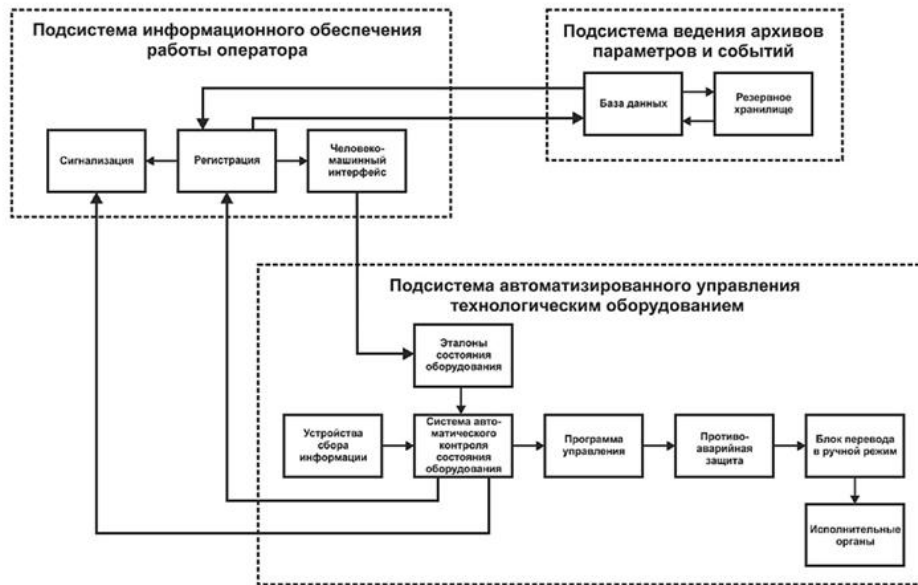 Подсистема информационного обеспечения
работы оператора
Подсистема ведения архивов
параметров и событий
База данных
Резервное
хранилище
Сигнализация
Регистрация
Человеко-
машинный
интерфейс
Подсистема автоматизированного управления
технологическим оборудованием
Эталоны
состояния
оборудования
Устройства
сбора
информации
Система авто-
матического
контроля
состояния
оборудования
Программа
управления
Противо-
аварийная
защита
Блок перевода
в ручной режим
Исполнительные
органы